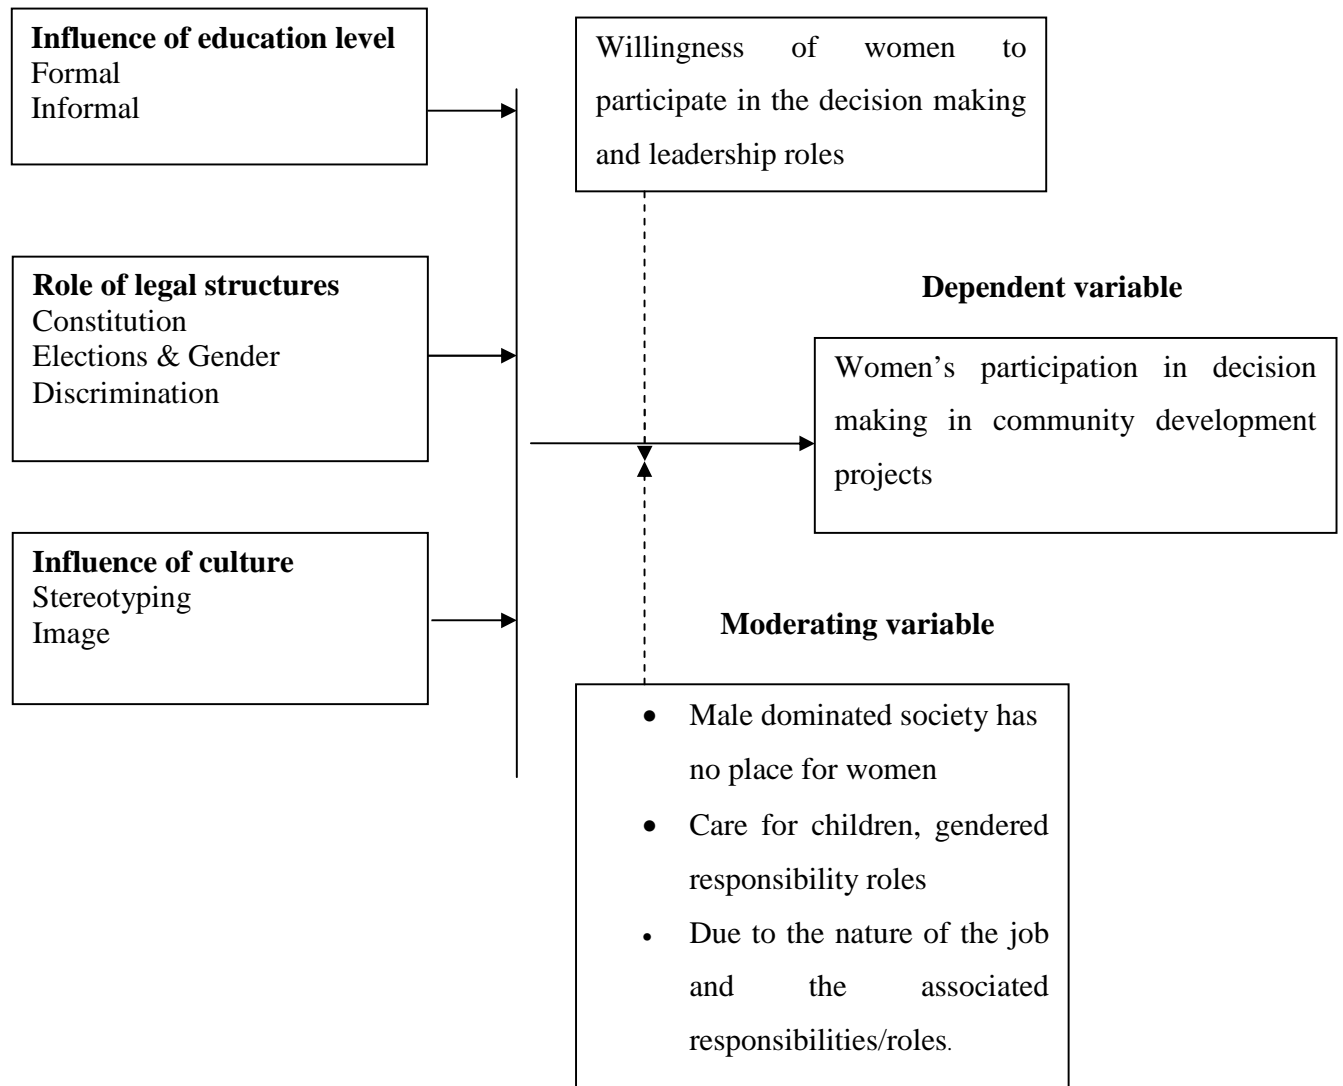 Influence of education level
Formal
Informal
Willingness of women to
participate in the decision making
and leadership roles
Role of legal structures
Constitution
Elections & Gender
Discrimination
Dependent variable
Women’s participation in decision
making in community development
projects
Influence of culture
Stereotyping
Image
Moderating variable
• Male dominated society has
no place for women
• Care for children, gendered
responsibility roles
• Due to the nature of the job
and the associated
responsibilities/roles.